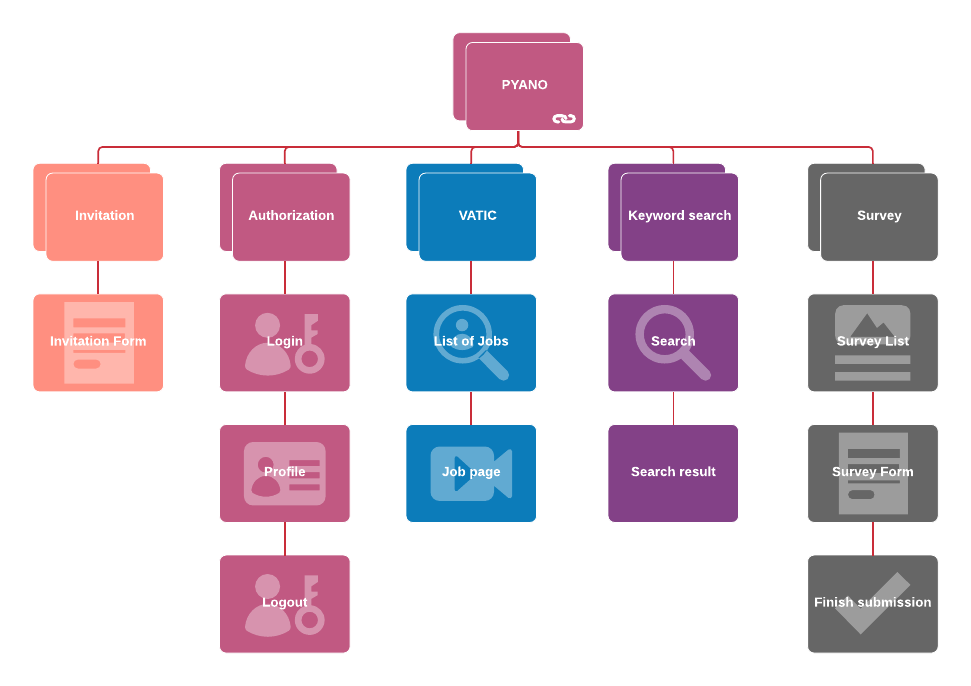 PYANO
Invitation
Authorization
VATIC
Keyword search
Survey
Invitation Form
Login
List of Jobs
Search
Survey List
Profile
Job page
Search result
Survey Form
Logout
Finish submission